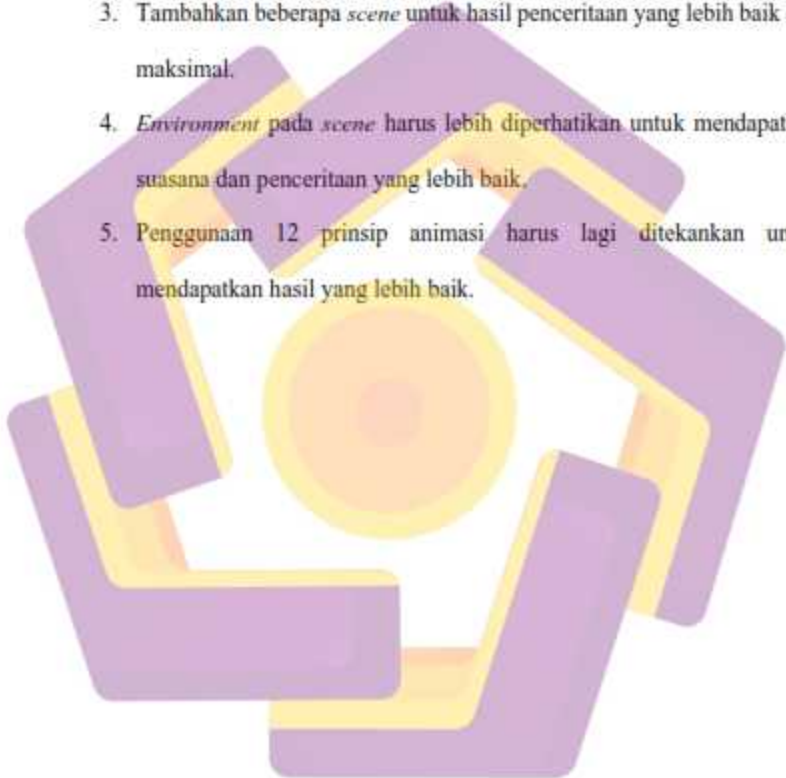 3. Tambahkan beberapa scene untuk hasil penceritaan yang lebih baik
maksimal.
4. Environment pada scene harus lebih diperhatikan untuk mendapat
suasana dan penceritaan yang lebih baik.
5. Penggunaan 12 prinsip animasi harus lagi ditekankan un
mendapatkan hasil yang lebih baik.